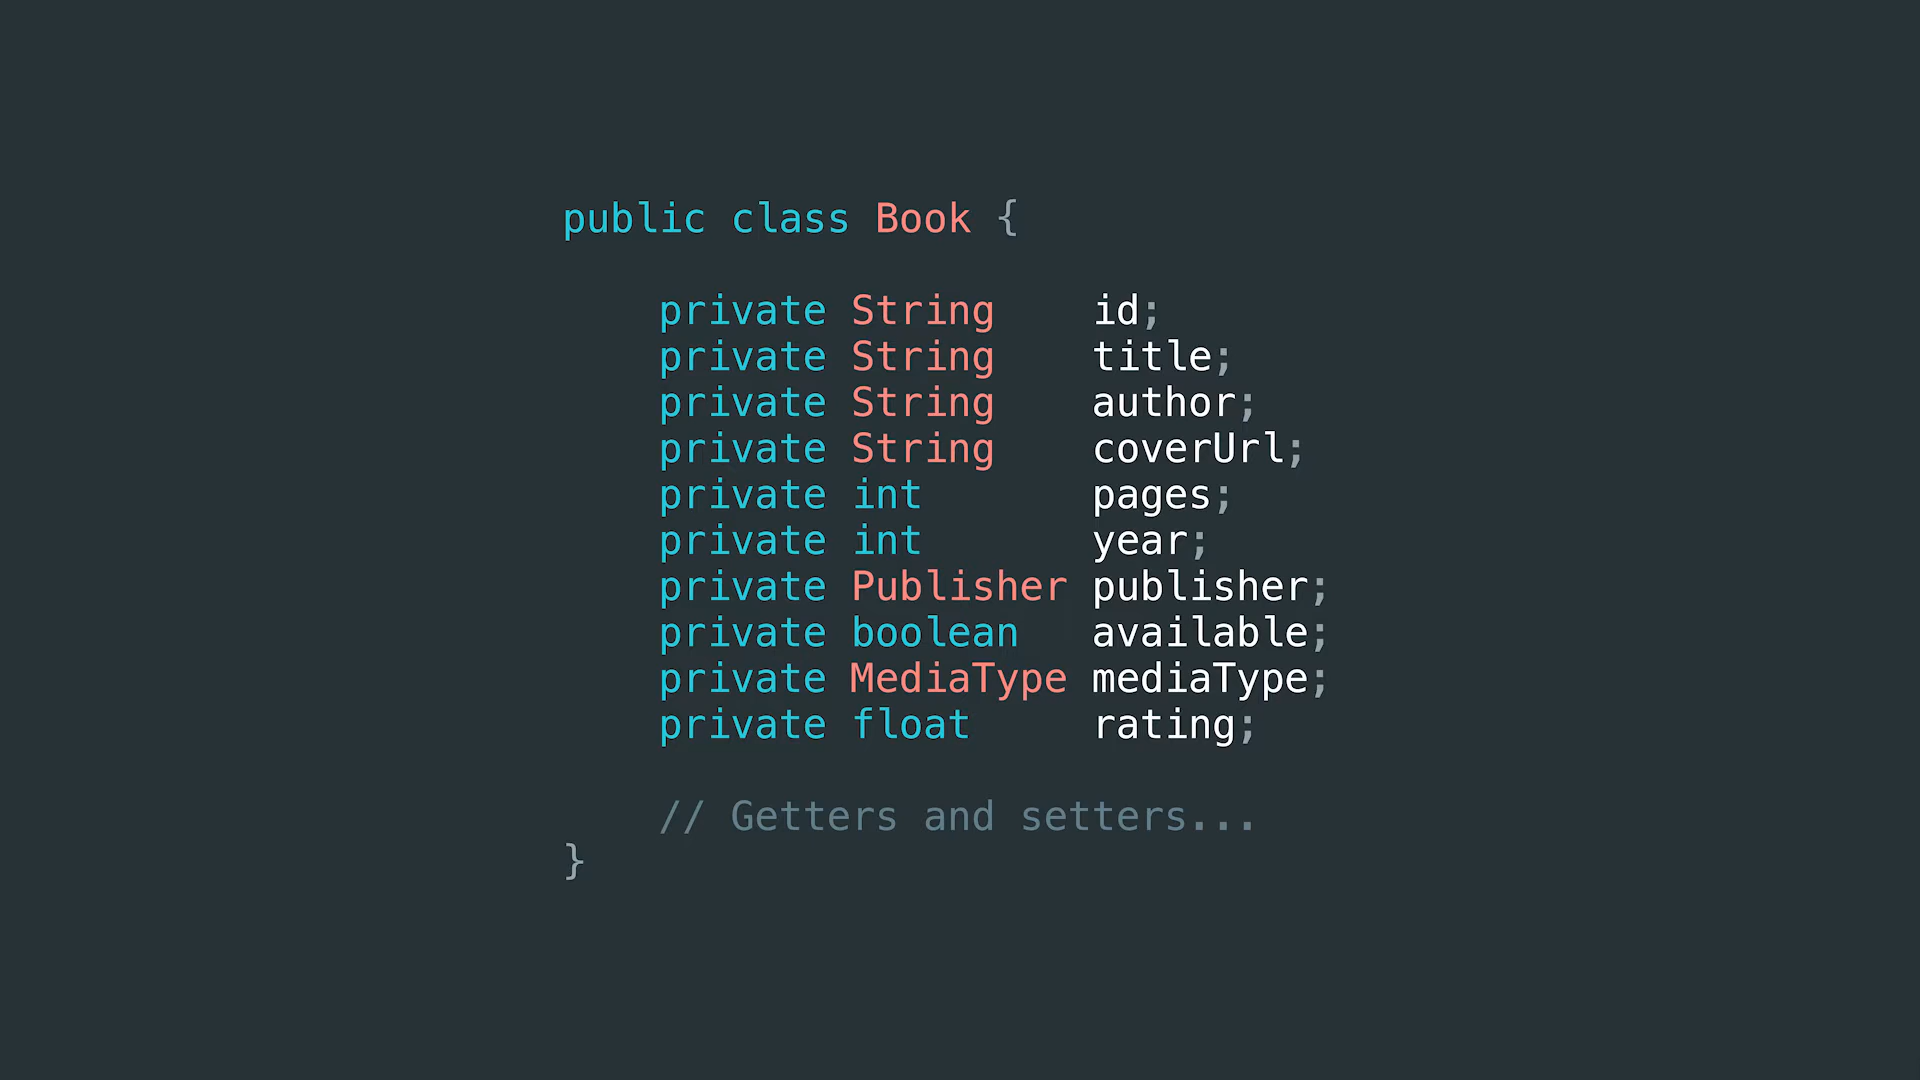 public class Book {
private String id;
private String title;
private String author;
private String coverUrl;
private int pages;
private int year;
private Publisher publisher;
private boolean available;
private MediaType mediaType;
private float rating;
// Getters and setters...
}